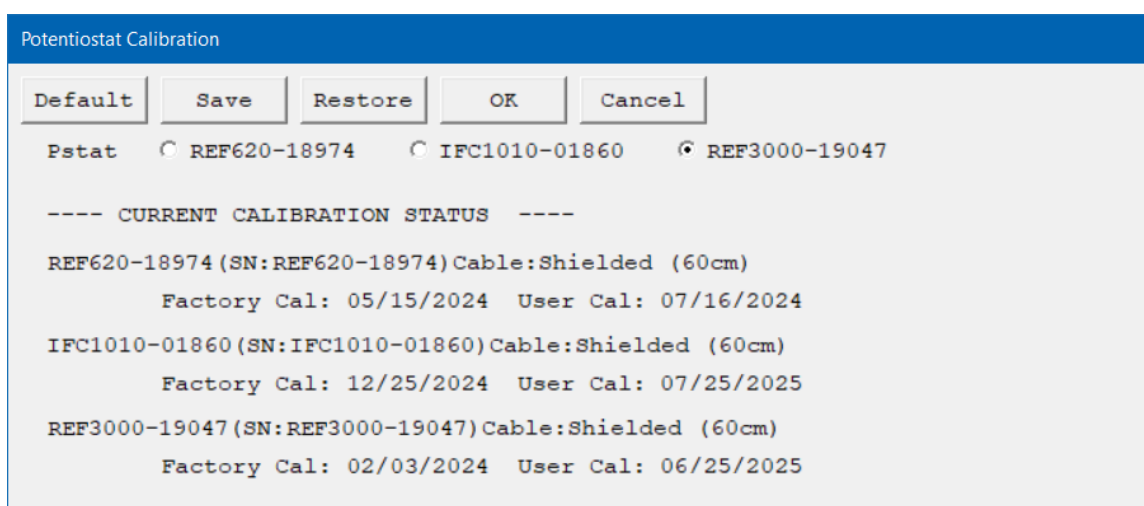 Potentiostat Calibration
Default Save Restore OK Cancel
Pstat REF620-18974 IFC1010-01860 REF3000-19047
---- CURRENT CALIBRATION STATUS ----
REF620-18974(SN:REF620-18974)Cable:Shielded (60cm)
Factory Cal: 05/15/2024 User Cal: 07/16/2024
IFC1010-01860(SN:IFC1010-01860)Cable:Shielded (60cm)
Factory Cal: 12/25/2024 User Cal: 07/25/2025
REF3000-19047(SN:REF3000-19047)Cable:Shielded (60cm)
Factory Cal: 02/03/2024 User Cal: 06/25/2025